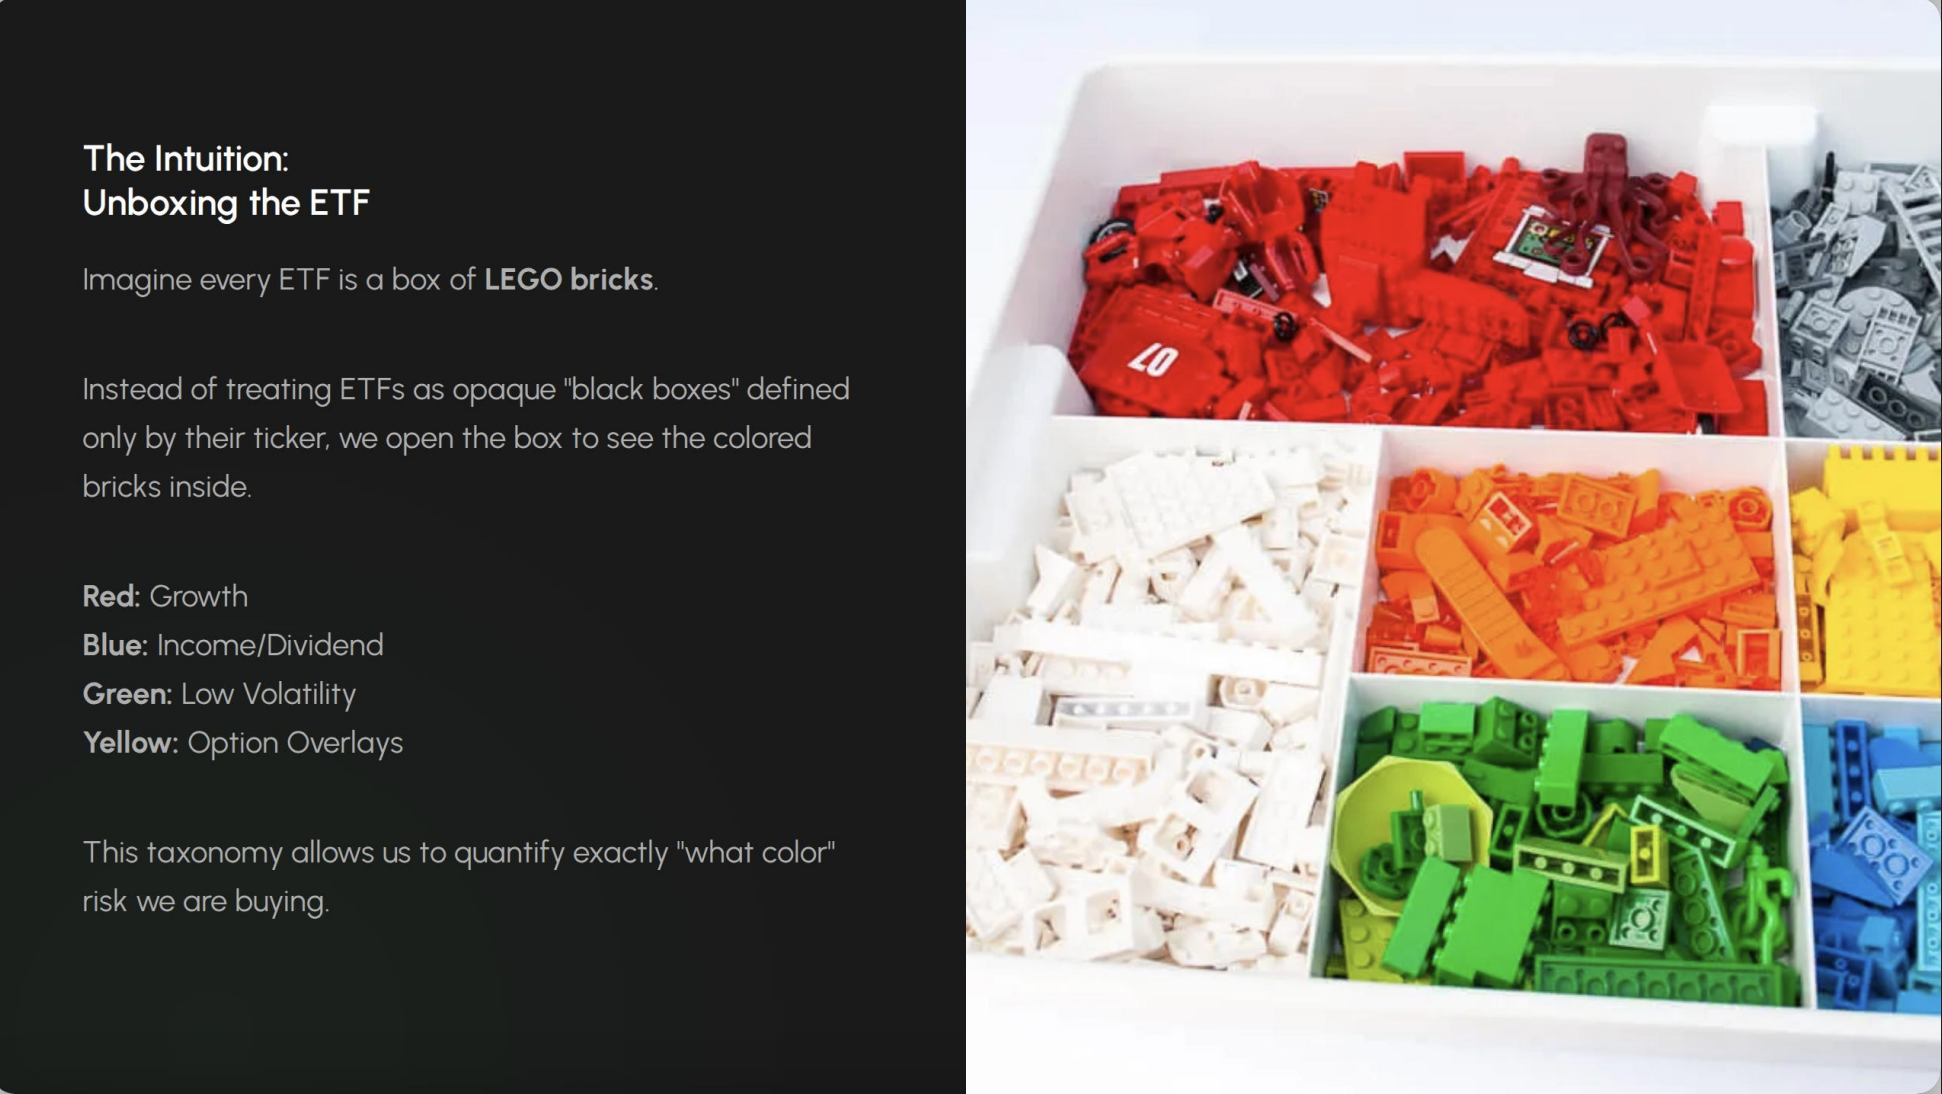 The Intuition:
Unboxing the ETF
Imagine every ETF is a box of LEGO bricks.
Instead of treating ETFs as opaque "black boxes" defined
only by their ticker, we open the box to see the colored
bricks inside.
Red: Growth
Blue: Income/Dividend
Green: Low Volatility
Yellow: Option Overlays
This taxonomy allows us to quantify exactly "what color"
risk we are buying.